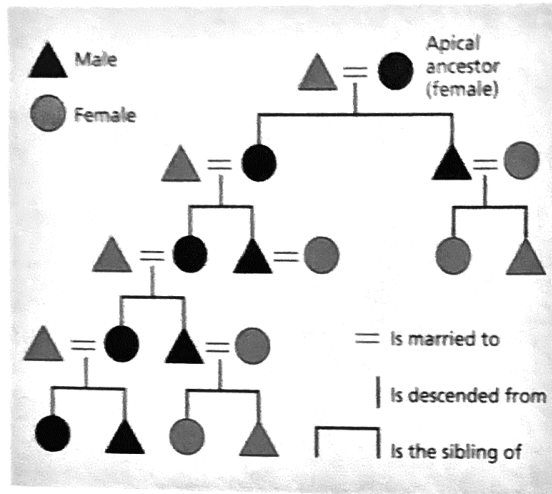 Male
Female
Apical
ancestor
(female)
Is married to
Is descended from
Is the sibling of